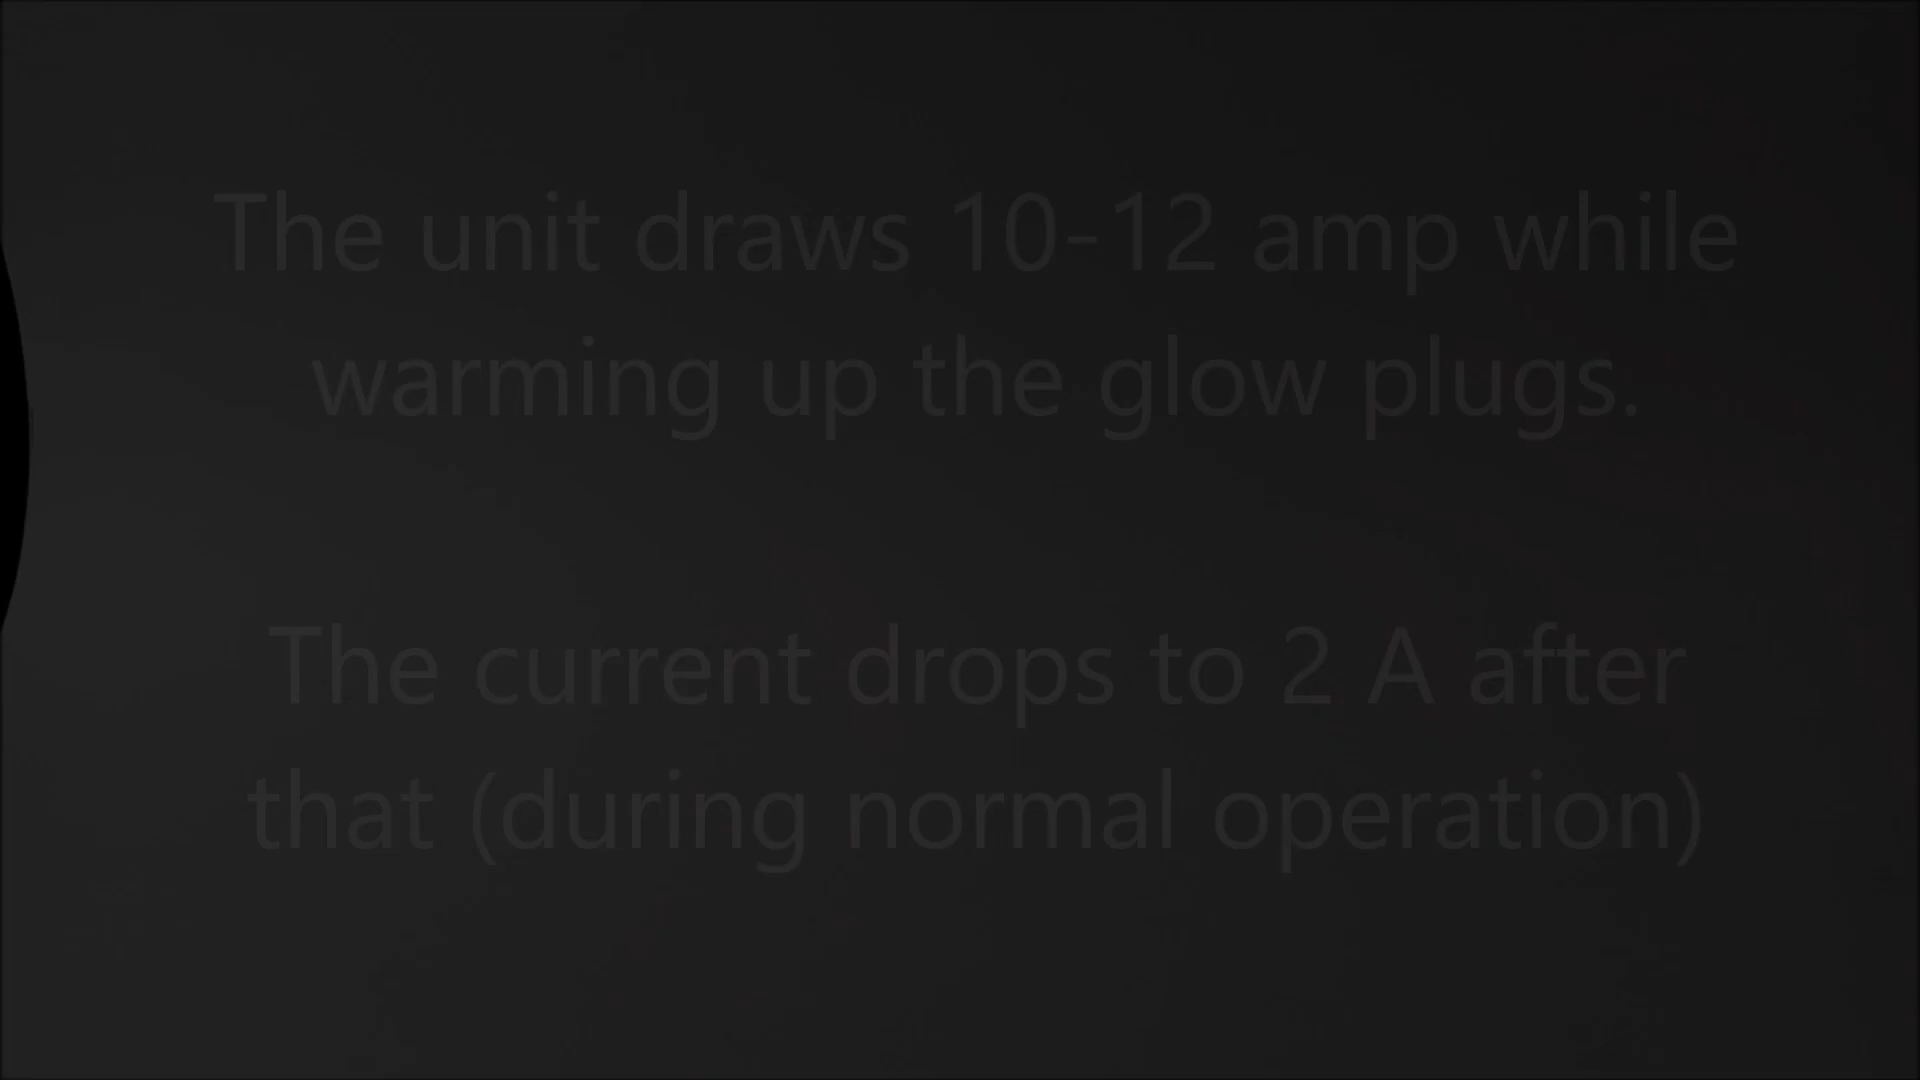 The unit draws 10-12 amp while
warming up the glow plugs.
The current drops to 2 A after
that (during normal operation)